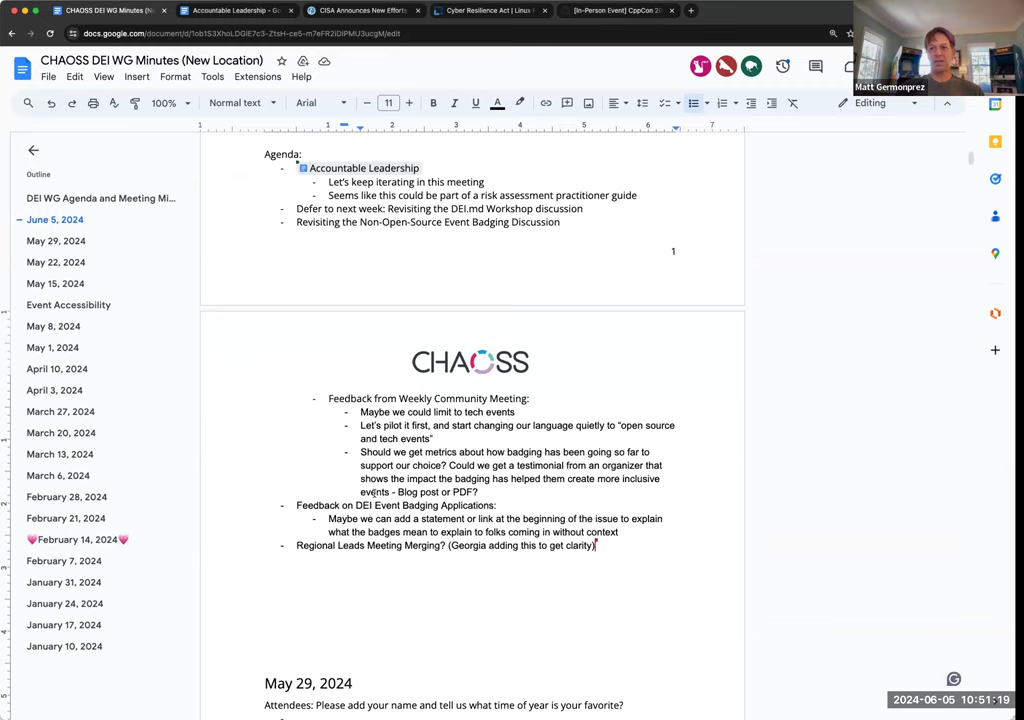 CHAOSS DEI WG Minutes (N
Accountable Leadership - Go
CISA Announces New Efforts
Cyber Resilience Act | Linux F
[In-Person Event] CppCon 20
docs.google.com/document/d/1ob1S3XhoLDGlE7c3-ZtsH-ce5-m7eFR2iDiPMU3ucgM/edit
CHAOSS DEI WG Minutes (New Location)
File Edit View Insert Format Tools Extensions Help
100% Normal text Arial 11 B I U A Editing
Matt Germonprez
1 1 2 3 4 5 6 7
Outline
DEI WG Agenda and Meeting Mi...
June 5, 2024
May 29, 2024
May 22, 2024
May 15, 2024
Event Accessibility
May 8, 2024
May 1, 2024
April 10, 2024
April 3, 2024
March 27, 2024
March 20, 2024
March 13, 2024
March 6, 2024
February 28, 2024
February 21, 2024
💗February 14, 2024💗
February 7, 2024
January 31, 2024
January 24, 2024
January 17, 2024
January 10, 2024
Agenda:
- Accountable Leadership
- Let's keep iterating in this meeting
- Seems like this could be part of a risk assessment practitioner guide
- Defer to next week: Revisiting the DEI.md Workshop discussion
- Revisiting the Non-Open-Source Event Badging Discussion
1
CHAOSS
- Feedback from Weekly Community Meeting:
- Maybe we could limit to tech events
- Let's pilot it first, and start changing our language quietly to “open source
and tech events”
- Should we get metrics about how badging has been going so far to
support our choice? Could we get a testimonial from an organizer that
shows the impact the badging has helped them create more inclusive
events - Blog post or PDF?
- Feedback on DEI Event Badging Applications:
- Maybe we can add a statement or link at the beginning of the issue to explain
what the badges mean to explain to folks coming in without context
- Regional Leads Meeting Merging? (Georgia adding this to get clarity)
May 29, 2024
Attendees: Please add your name and tell us what time of year is your favorite?
2024-06-05 10:51:19